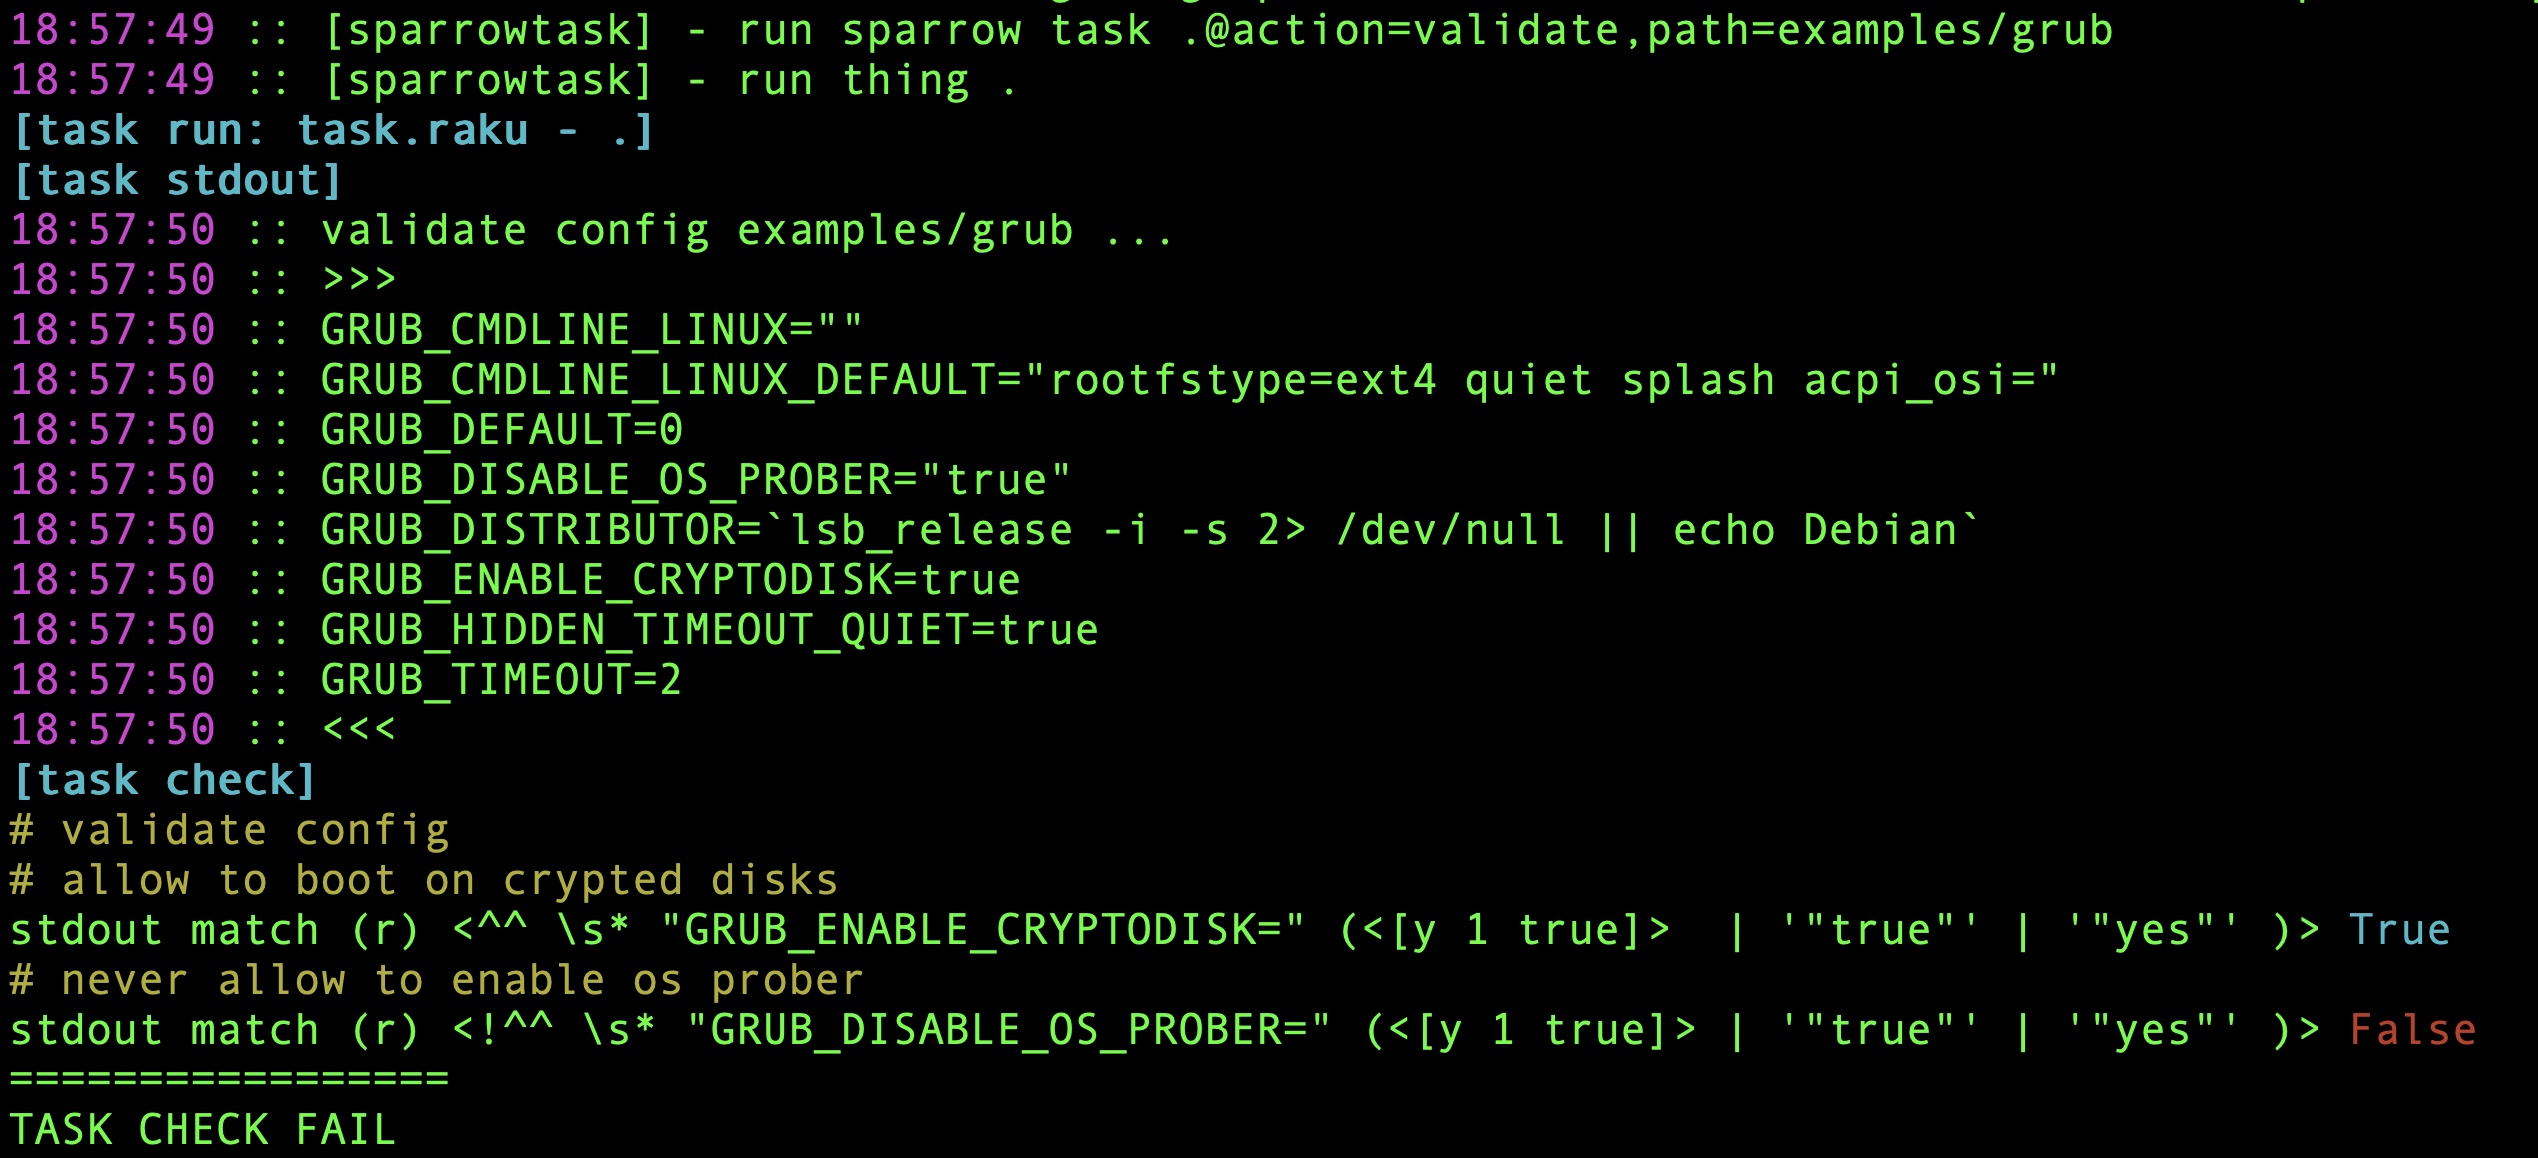 18:57:49 :: [sparrowtask] - run sparrow task .@action=validate,path=examples/grub
18:57:49 :: [sparrowtask] - run thing .
[task run: task.raku - .]
[task stdout]
18:57:50 :: validate config examples/grub ...
18:57:50 :: >>>
18:57:50 :: GRUB_CMDLINE_LINUX=""
18:57:50 :: GRUB_CMDLINE_LINUX_DEFAULT="rootfstype=ext4 quiet splash acpi_osi="
18:57:50 :: GRUB_DEFAULT=0
18:57:50 :: GRUB_DISABLE_OS_PROBER="true"
18:57:50 :: GRUB_DISTRIBUTOR=`lsb_release -i -s 2> /dev/null || echo Debian`
18:57:50 :: GRUB_ENABLE_CRYPTODISK=true
18:57:50 :: GRUB_HIDDEN_TIMEOUT_QUIET=true
18:57:50 :: GRUB_TIMEOUT=2
18:57:50 :: <<<
[task check]
# validate config
# allow to boot on crypted disks
stdout match (r) <^^ \s* "GRUB_ENABLE_CRYPTODISK=" (<[y 1 true]>  | '"true"' | '"yes"' )> True
# never allow to enable os prober
stdout match (r) <!^^ \s* "GRUB_DISABLE_OS_PROBER=" (<[y 1 true]> | '"true"' | '"yes"' )> False
=================
TASK CHECK FAIL